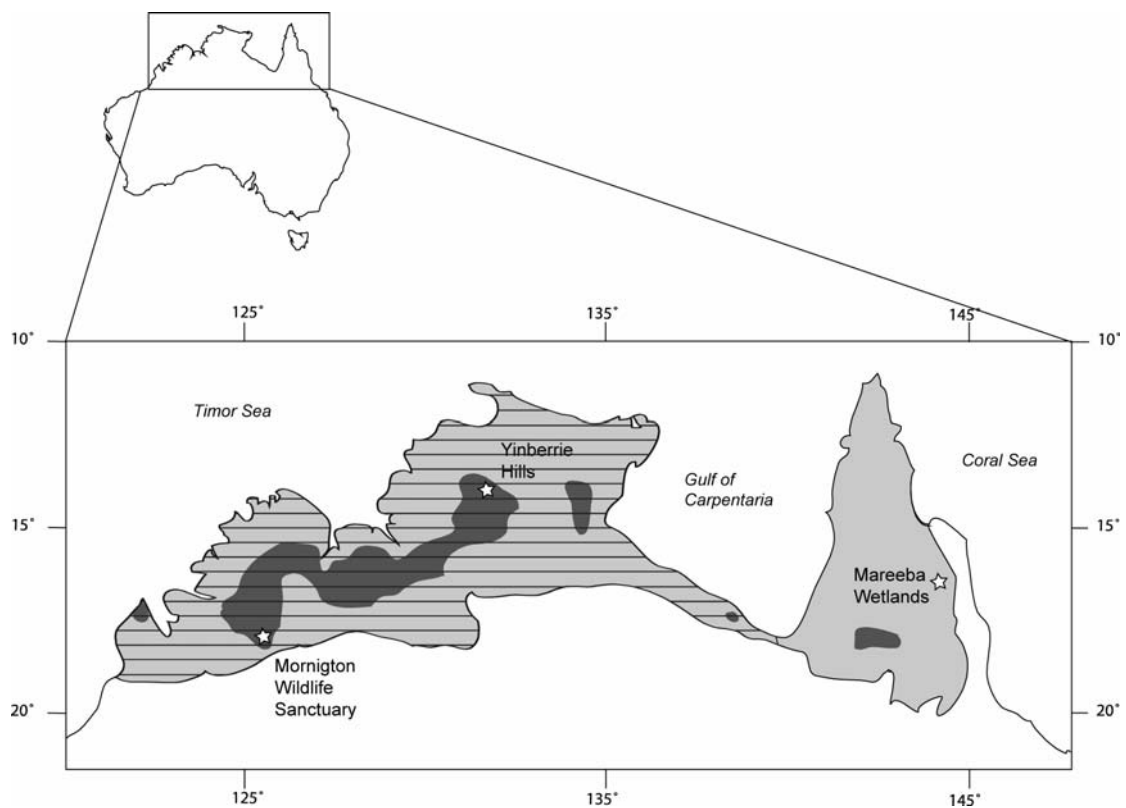 125˚ 135˚ 145˚
10˚ 10˚
Timor Sea
Yinberrie
Hills
Coral Sea
Gulf of
Carpentaria
15˚ 15˚
Mareeba
Wetlands
Mornigton
Wildlife
Sanctuary
20˚ 20˚
125˚ 135˚ 145˚